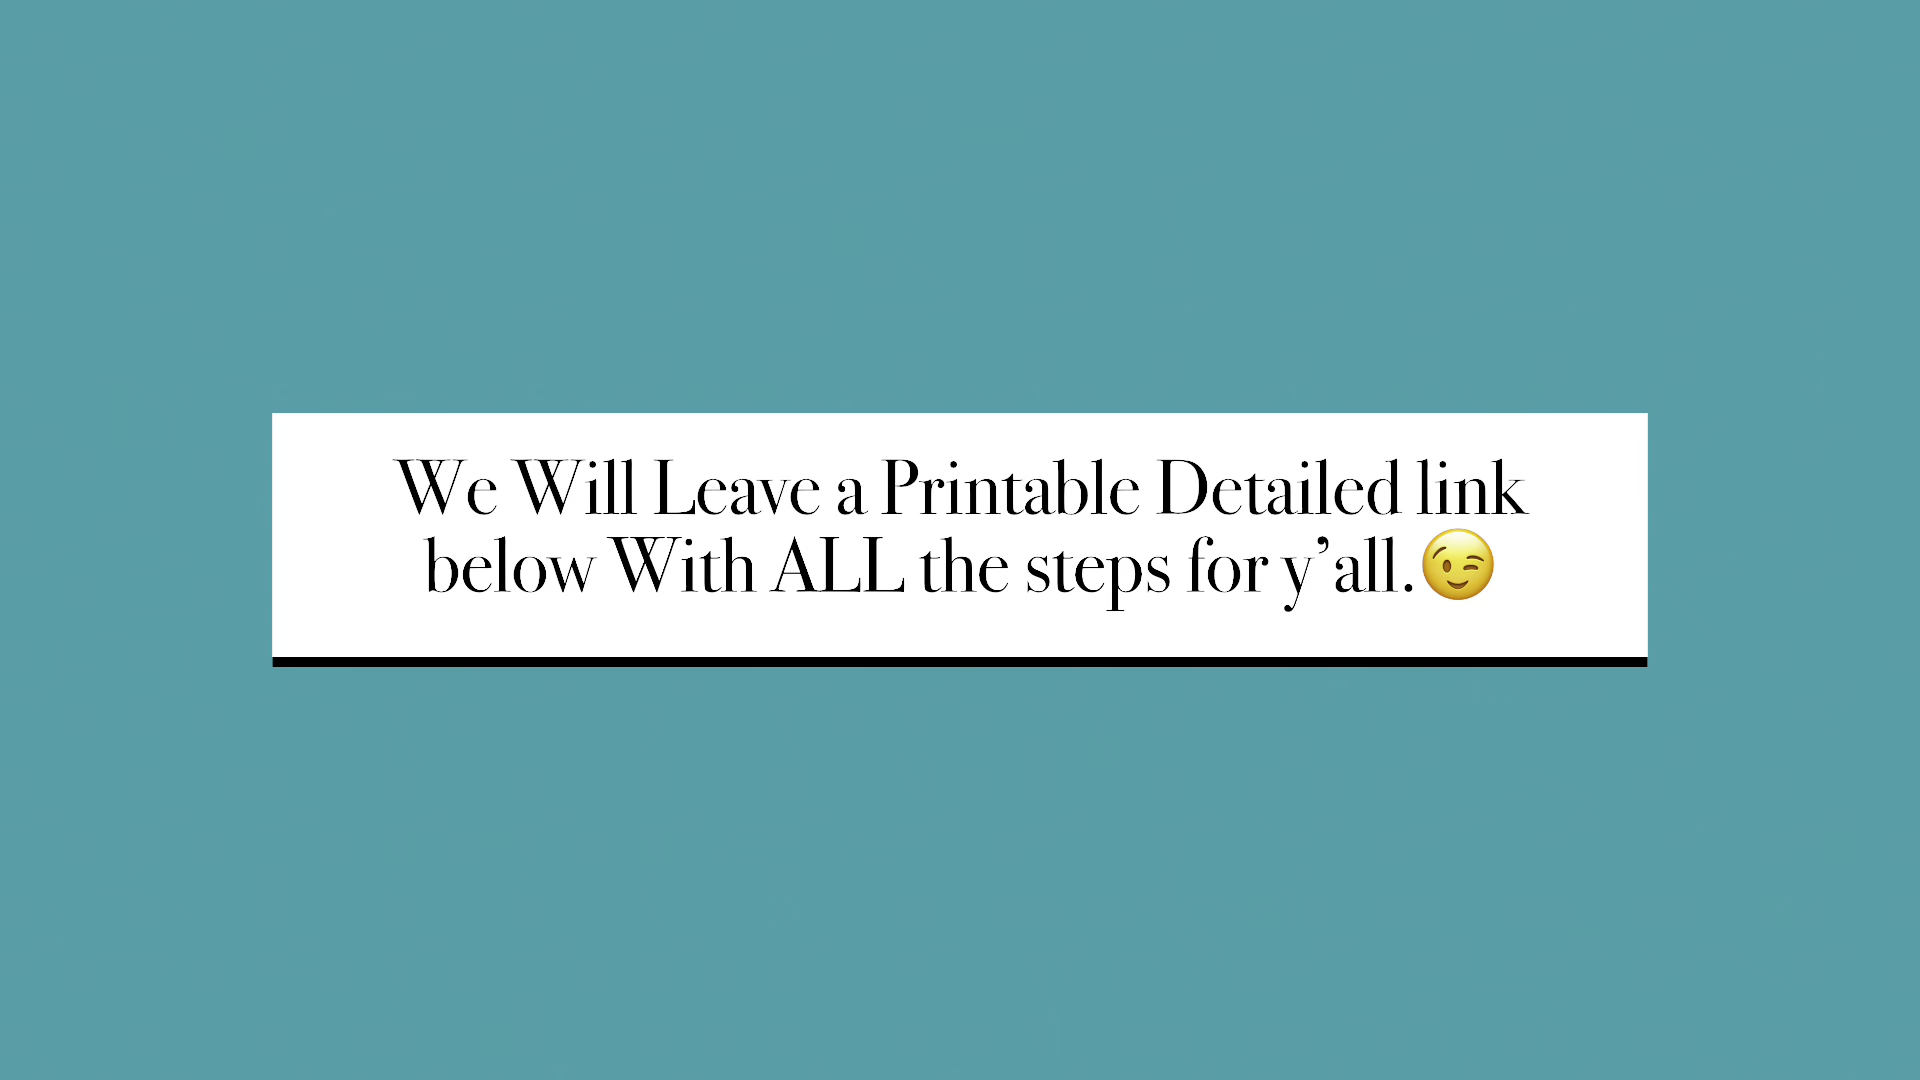 We Will Leave a Printable Detailed link
below With ALL the steps for y’all.😉